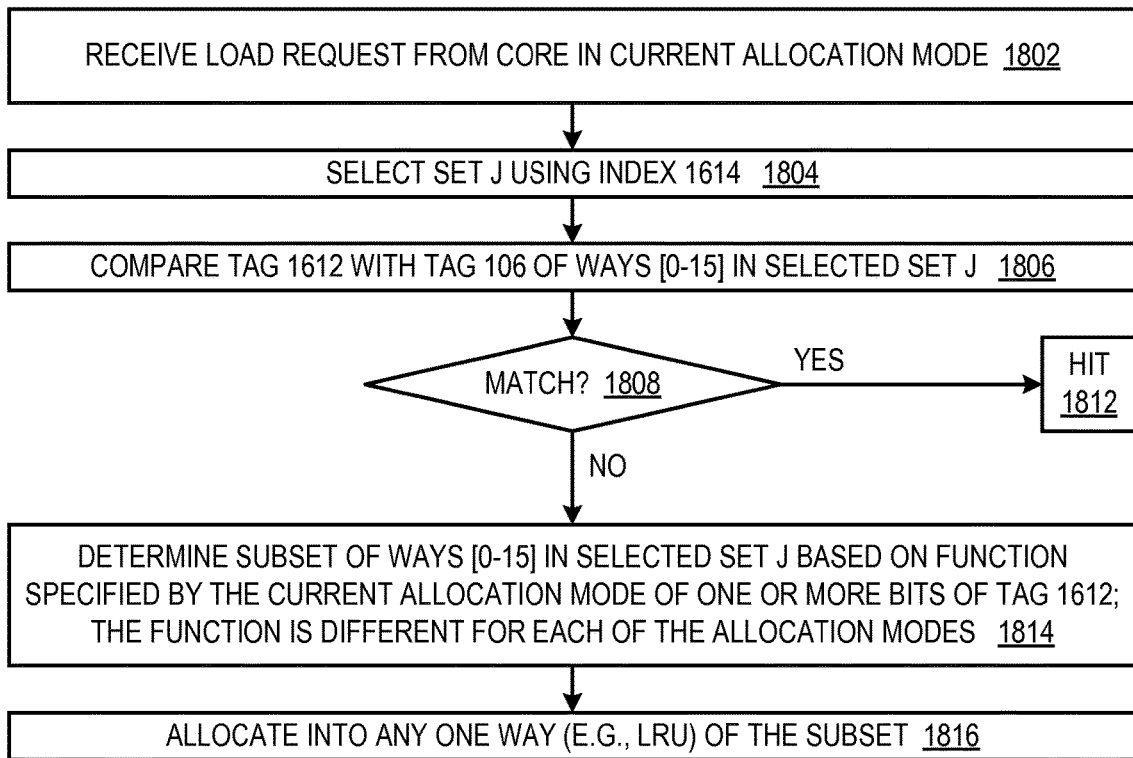 RECEIVE LOAD REQUEST FROM CORE IN CURRENT ALLOCATION MODE 1802
SELECT SET J USING INDEX 1614 1804
COMPARE TAG 1612 WITH TAG 106 OF WAYS [0-15] IN SELECTED SET J 1806
MATCH? 1808
YES
HIT
1812
NO
DETERMINE SUBSET OF WAYS [0-15] IN SELECTED SET J BASED ON FUNCTION
SPECIFIED BY THE CURRENT ALLOCATION MODE OF ONE OR MORE BITS OF TAG 1612;
THE FUNCTION IS DIFFERENT FOR EACH OF THE ALLOCATION MODES 1814
ALLOCATE INTO ANY ONE WAY (E.G., LRU) OF THE SUBSET 1816